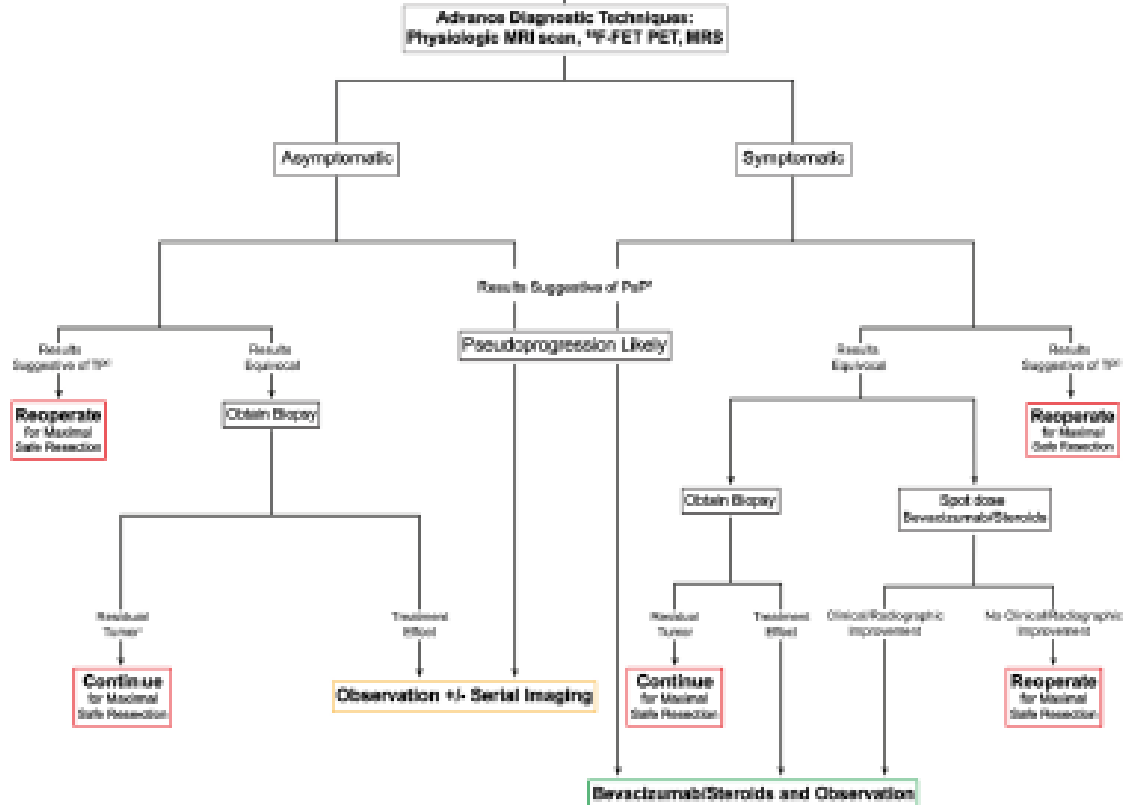 Advance Diagnostic Techniques:
Physiologic MRI scan, ¹⁸F-FET PET, MRS
Asymptomatic
Symptomatic
Results Suggestive of PsP
Pseudoprogression Likely
Results
Suggestive of TP
Results
Equivocal
Results
Equivocal
Results
Suggestive of TP
Reoperate
for Maximal
Safe Resection
Obtain Biopsy
Reoperate
for Maximal
Safe Resection
Obtain Biopsy
Spot dose
Bevacizumab/Steroids
Residual
Tumor
Treatment
Effect
Residual
Tumor
Treatment
Effect
Clinical/Radiographic
Improvement
No Clinical/Radiographic
Improvement
Continue
for Maximal
Safe Resection
Observation +/- Serial Imaging
Continue
for Maximal
Safe Resection
Reoperate
for Maximal
Safe Resection
Bevacizumab/Steroids and Observation